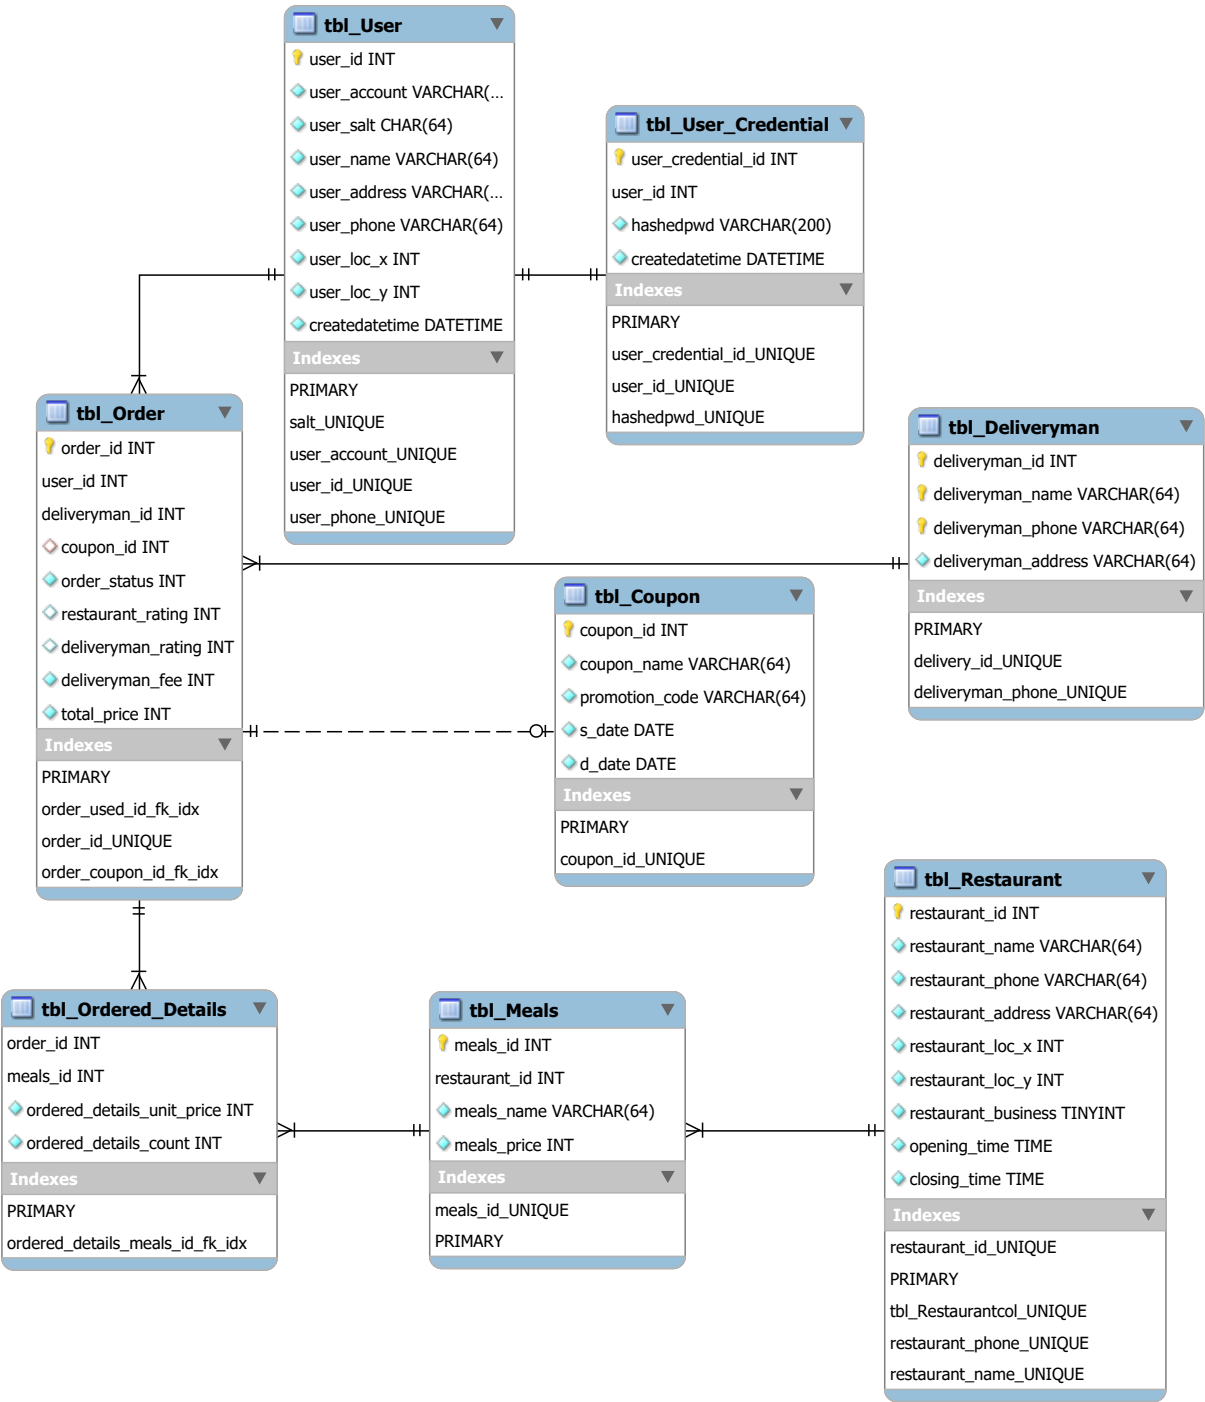 tbl_User
user_id INT
user_account VARCHAR(...
user_salt CHAR(64)
user_name VARCHAR(64)
user_address VARCHAR(...
user_phone VARCHAR(64)
user_loc_x INT
user_loc_y INT
createdatetime DATETIME
Indexes
PRIMARY
salt_UNIQUE
user_account_UNIQUE
user_id_UNIQUE
user_phone_UNIQUE
tbl_User_Credential
user_credential_id INT
user_id INT
hashedpwd VARCHAR(200)
createdatetime DATETIME
Indexes
PRIMARY
user_credential_id_UNIQUE
user_id_UNIQUE
hashedpwd_UNIQUE
tbl_Order
order_id INT
user_id INT
deliveryman_id INT
coupon_id INT
order_status INT
restaurant_rating INT
deliveryman_rating INT
deliveryman_fee INT
total_price INT
Indexes
PRIMARY
order_used_id_fk_idx
order_id_UNIQUE
order_coupon_id_fk_idx
tbl_Deliveryman
deliveryman_id INT
deliveryman_name VARCHAR(64)
deliveryman_phone VARCHAR(64)
deliveryman_address VARCHAR(64)
Indexes
PRIMARY
delivery_id_UNIQUE
deliveryman_phone_UNIQUE
tbl_Coupon
coupon_id INT
coupon_name VARCHAR(64)
promotion_code VARCHAR(64)
s_date DATE
d_date DATE
Indexes
PRIMARY
coupon_id_UNIQUE
tbl_Restaurant
restaurant_id INT
restaurant_name VARCHAR(64)
restaurant_phone VARCHAR(64)
restaurant_address VARCHAR(64)
restaurant_loc_x INT
restaurant_loc_y INT
restaurant_business TINYINT
opening_time TIME
closing_time TIME
Indexes
restaurant_id_UNIQUE
PRIMARY
tbl_Restaurantcol_UNIQUE
restaurant_phone_UNIQUE
restaurant_name_UNIQUE
tbl_Ordered_Details
order_id INT
meals_id INT
ordered_details_unit_price INT
ordered_details_count INT
Indexes
PRIMARY
ordered_details_meals_id_fk_idx
tbl_Meals
meals_id INT
restaurant_id INT
meals_name VARCHAR(64)
meals_price INT
Indexes
meals_id_UNIQUE
PRIMARY